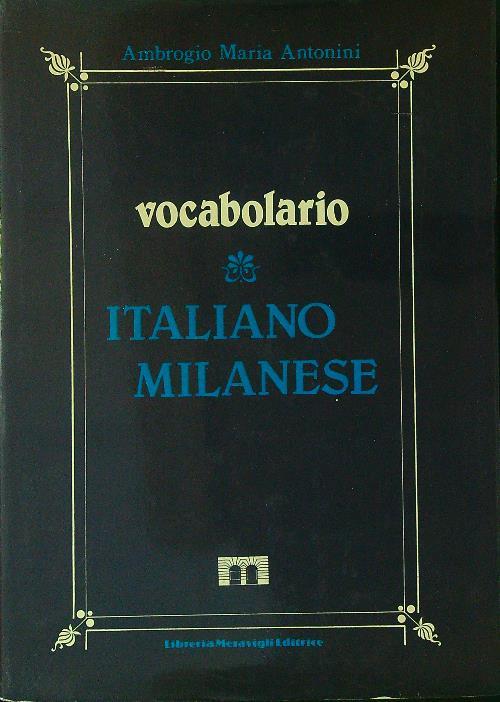 Ambrogio Maria Antonini
vocabolario
ITALIANO
MILANESE
Libreria Meravigli Editrice